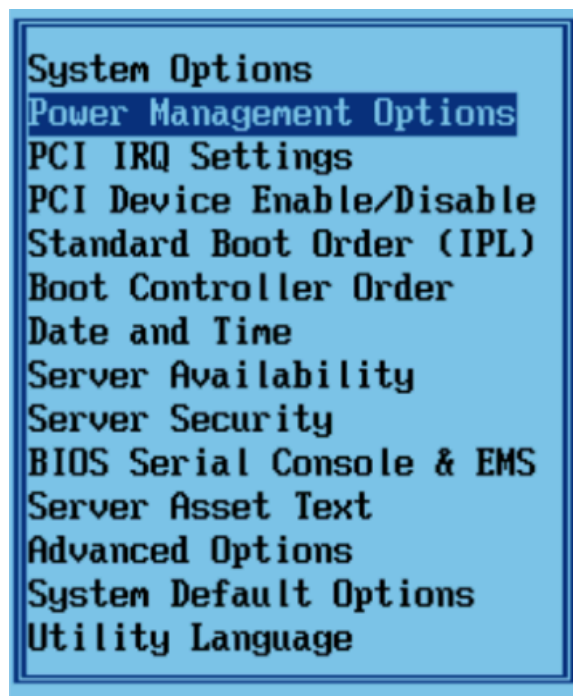 System Options
Power Management Options
PCI IRQ Settings
PCI Device Enable/Disable
Standard Boot Order (IPL)
Boot Controller Order
Date and Time
Server Availability
Server Security
BIOS Serial Console & EMS
Server Asset Text
Advanced Options
System Default Options
Utility Language